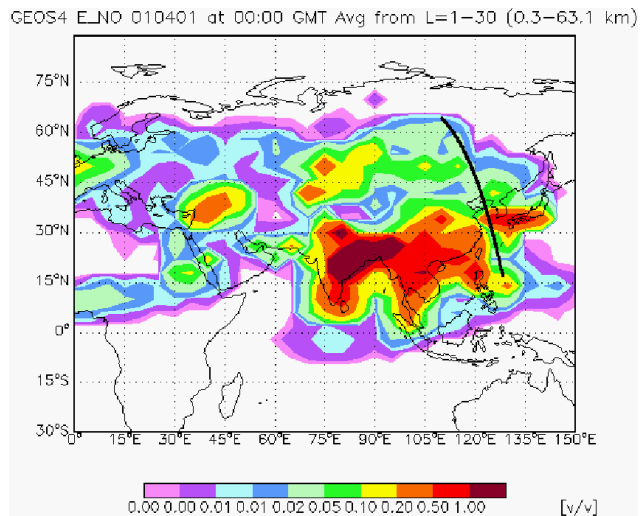 GEOS4 E_NO 010401 at 00:00 GMT Avg from L=1-30 (0.3-63.1 km)
75°N
60°N
45°N
30°N
15°N
0°
15°S
30°S
0° 15°E 30°E 45°E 60°E 75°E 90°E 105°E 120°E 135°E 150°E
0.00 0.00 0.01 0.01 0.02 0.05 0.10 0.20 0.50 1.00 [v/v]